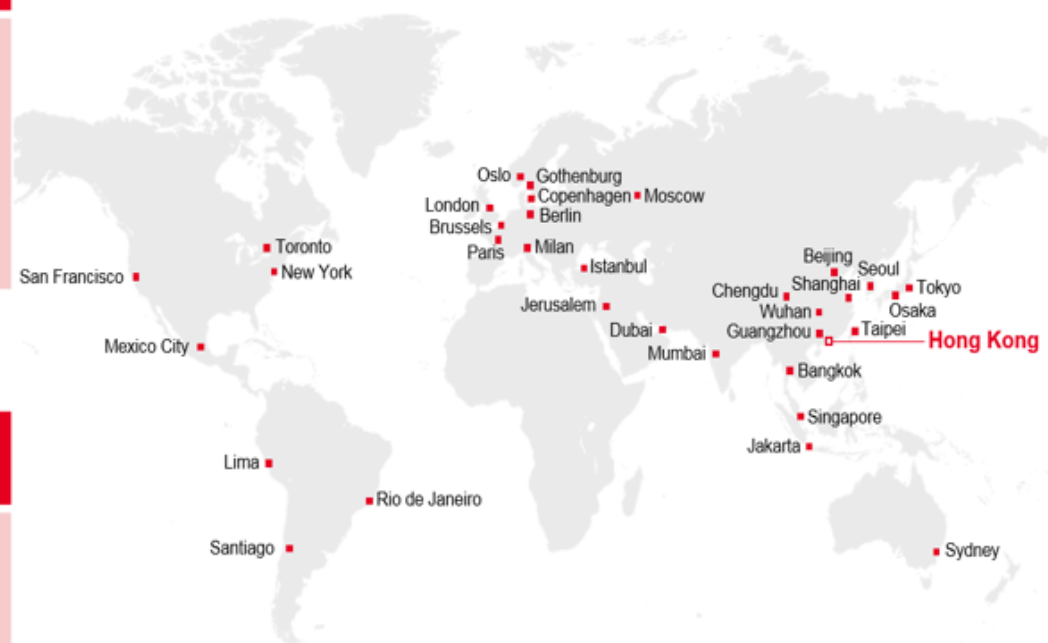 Oslo
Gothenburg
Copenhagen
Moscow
London
Berlin
Brussels
Paris
Milan
Toronto
New York
San Francisco
Istanbul
Beijing
Seoul
Chengdu
Shanghai
Tokyo
Jerusalem
Wuhan
Osaka
Dubai
Guangzhou
Taipei
Hong Kong
Mexico City
Mumbai
Bangkok
Singapore
Jakarta
Lima
Rio de Janeiro
Santiago
Sydney